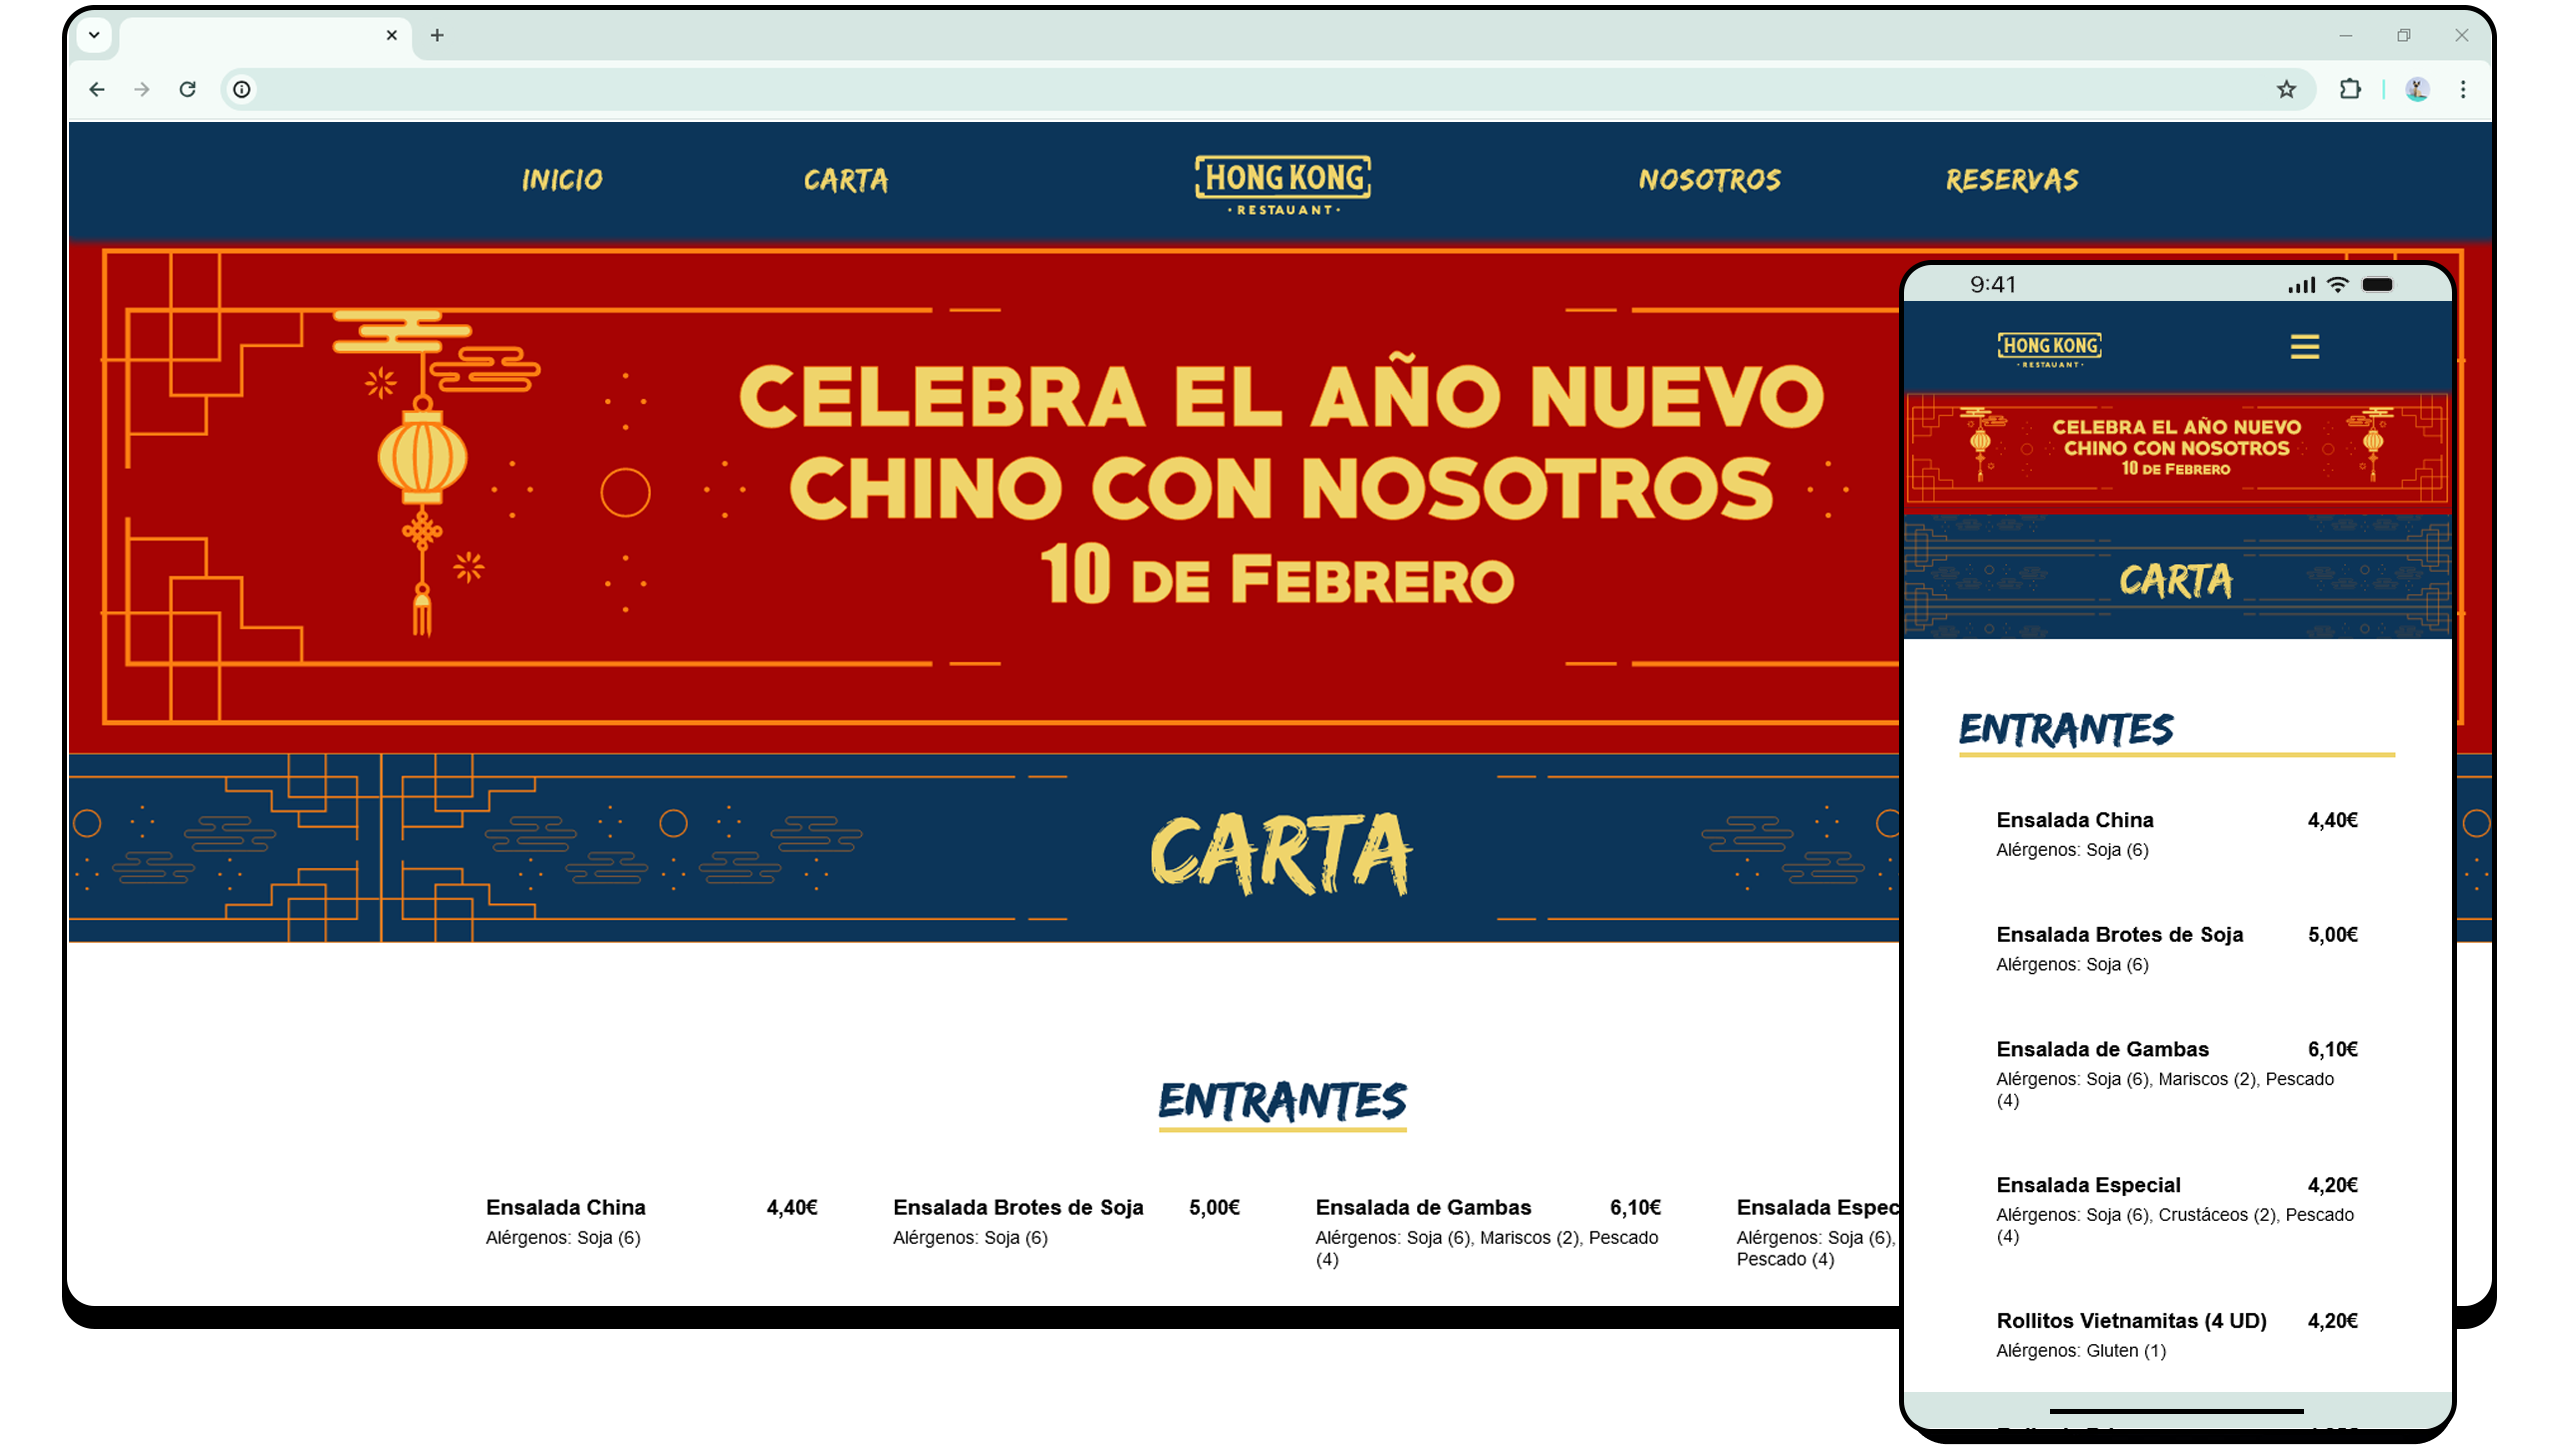 INICIO
CARTA
HONG KONG
· RESTAUANT ·
NOSOTROS
RESERVAS
CELEBRA EL AÑO NUEVO
CHINO CON NOSOTROS
10 DE FEBRERO
CARTA
ENTRANTES
Ensalada China 4,40€
Alérgenos: Soja (6)
Ensalada Brotes de Soja 5,00€
Alérgenos: Soja (6)
Ensalada de Gambas 6,10€
Alérgenos: Soja (6), Mariscos (2), Pescado
(4)
Ensalada Espec
Alérgenos: Soja (6),
Pescado (4)
9:41
HONG KONG
· RESTAUANT ·
CELEBRA EL AÑO NUEVO
CHINO CON NOSOTROS
10 DE FEBRERO
CARTA
ENTRANTES
Ensalada China 4,40€
Alérgenos: Soja (6)
Ensalada Brotes de Soja 5,00€
Alérgenos: Soja (6)
Ensalada de Gambas 6,10€
Alérgenos: Soja (6), Mariscos (2), Pescado
(4)
Ensalada Especial 4,20€
Alérgenos: Soja (6), Crustáceos (2), Pescado
(4)
Rollitos Vietnamitas (4 UD) 4,20€
Alérgenos: Gluten (1)